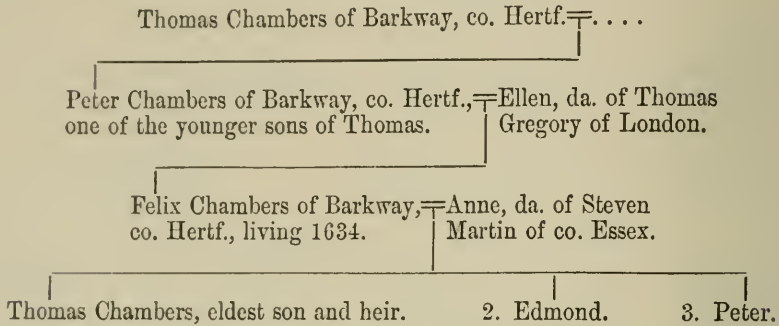 Thomas Chambers of Barkway, co. Hertf.=....
Peter Chambers of Barkway, co. Hertf.,=Ellen, da. of Thomas
one of the younger sons of Thomas. Gregory of London.
Felix Chambers of Barkway,=Anne, da. of Steven
co. Hertf., living 1634. Martin of co. Essex.
Thomas Chambers, eldest son and heir. 2. Edmond. 3. Peter.